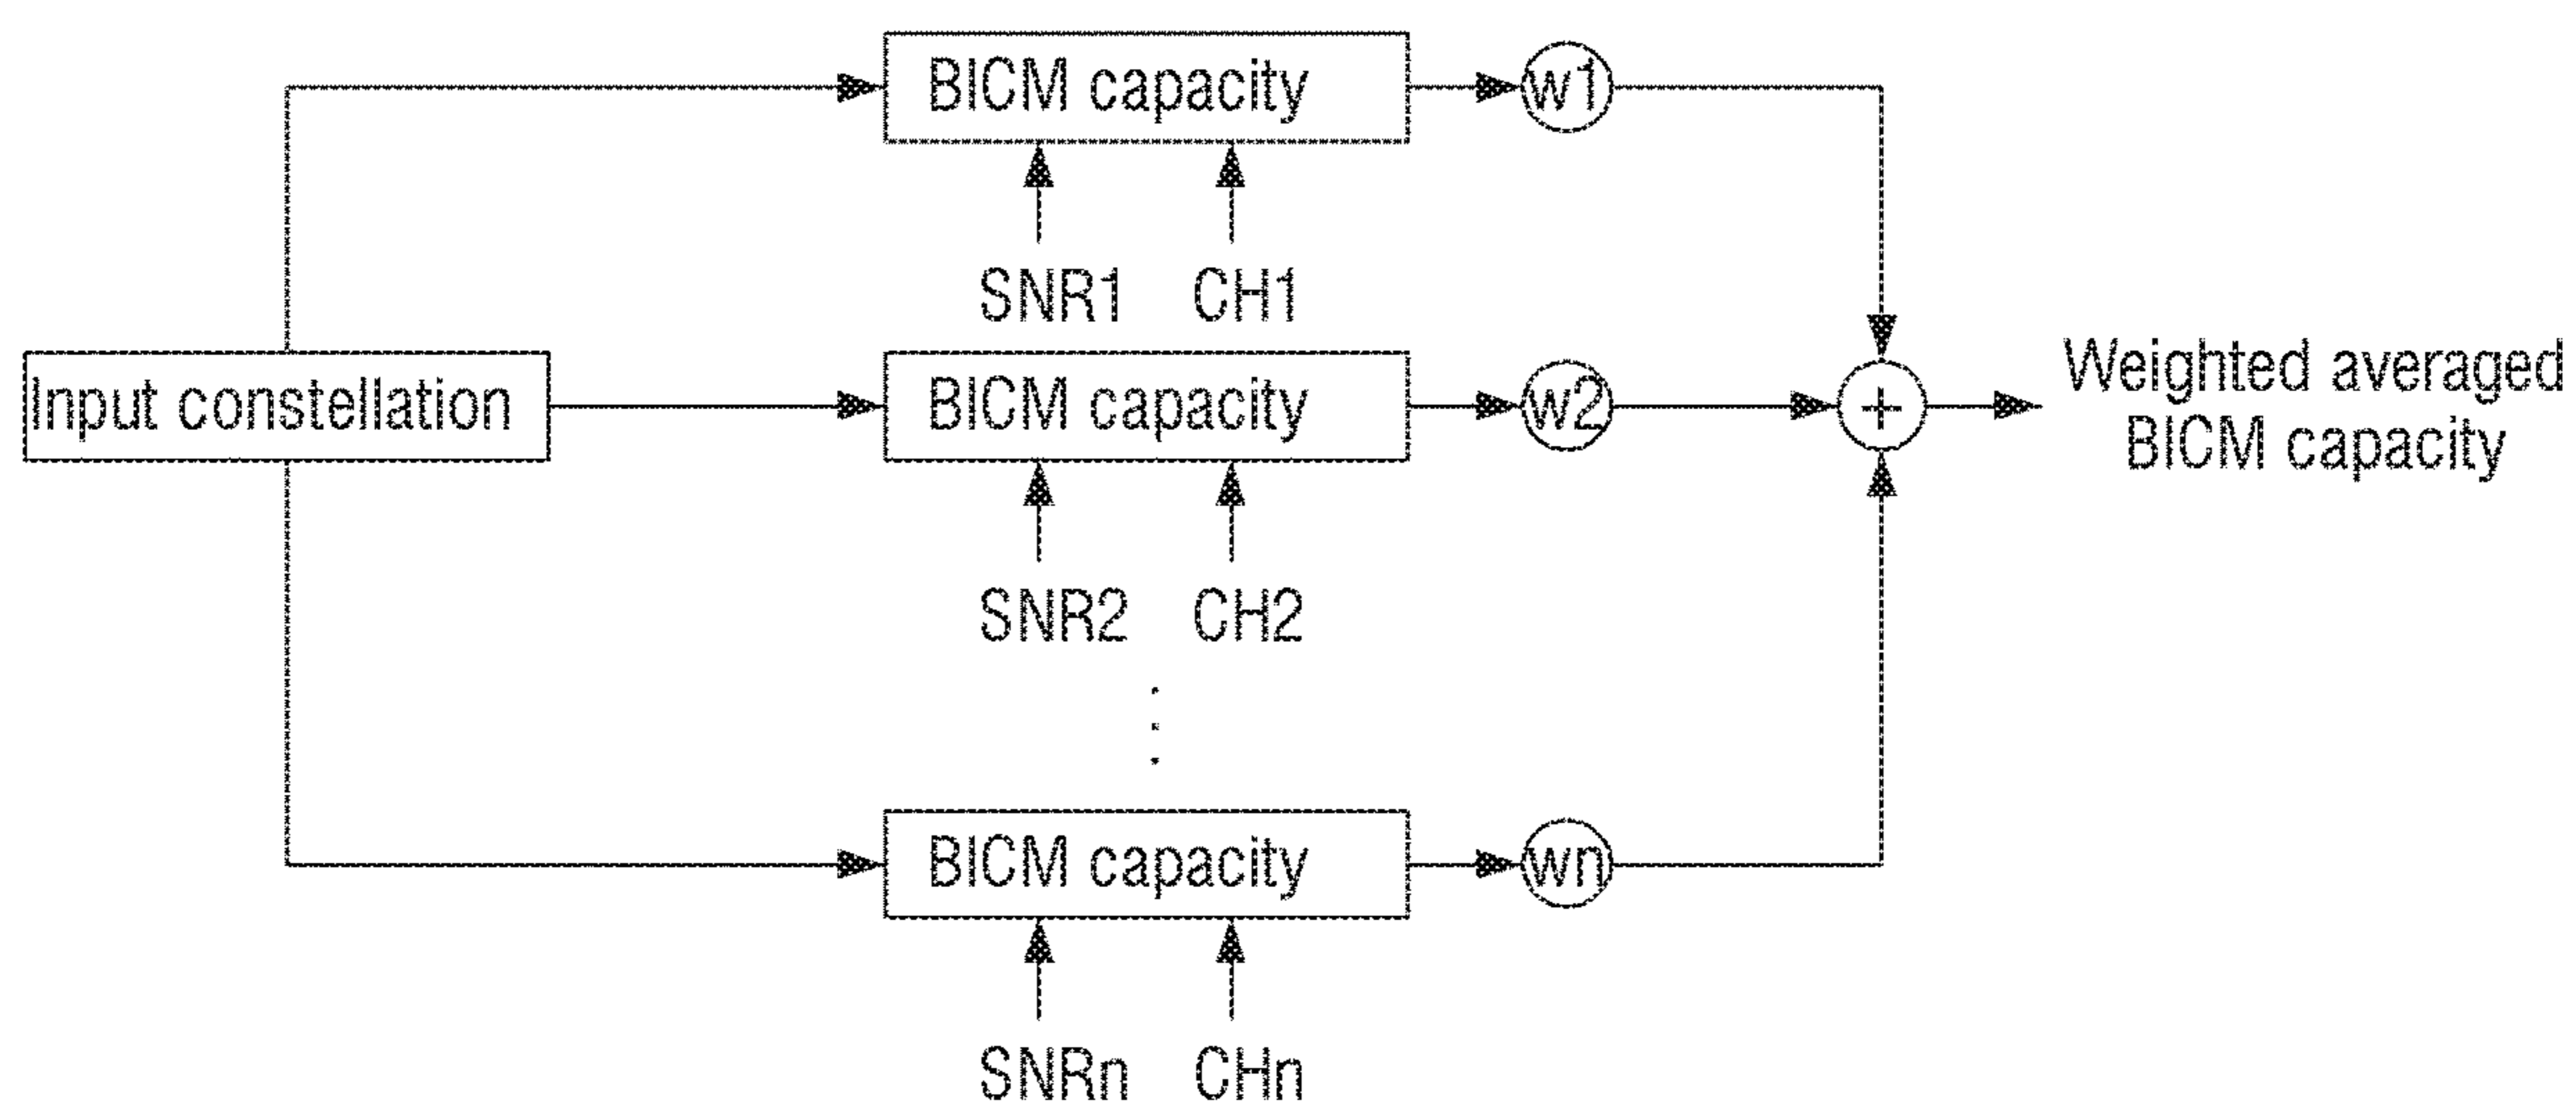 BICM capacity
w1
SNR1 CH1
Input constellation
BICM capacity
w2
+
Weighted averaged
BICM capacity
SNR2 CH2
BICM capacity
wn
SNRn CHn